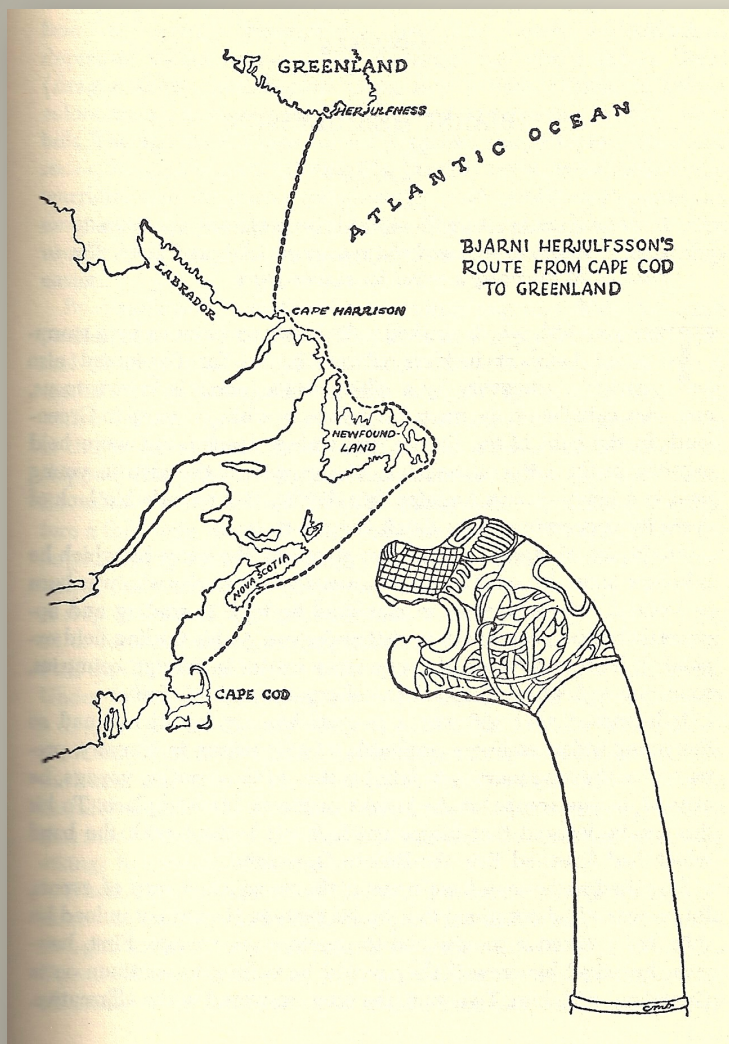 GREENLAND
HERJULFNESS
ATLANTIC OCEAN
BJARNI HERJULFSSON'S
ROUTE FROM CAPE COD
TO GREENLAND
LABRADOR
CAPE HARRISON
NEWFOUND-
LAND
NOVA SCOTIA
CAPE COD
cmb